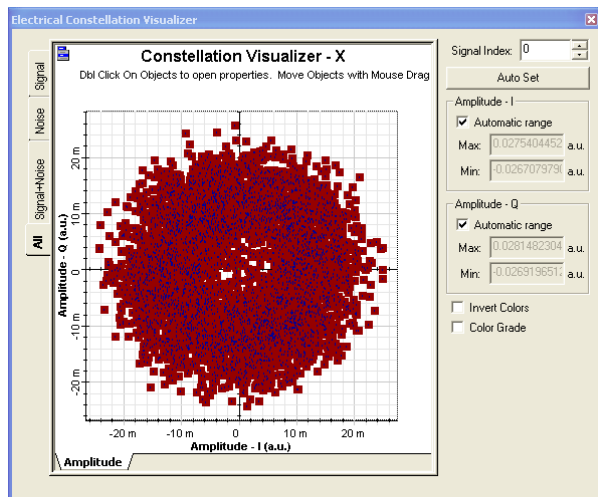 Electrical Constellation Visualizer
Signal
Noise
Signal+Noise
All
Constellation Visualizer - X
Dbl Click On Objects to open properties. Move Objects with Mouse Drag
Amplitude - Q (a.u.)
20 m
10 m
0
-10 m
-20 m
-20 m -10 m 0 10 m 20 m
Amplitude - I (a.u.)
Amplitude
Signal Index: 0
Auto Set
Amplitude - I
Automatic range
Max: 0.0275404452 a.u.
Min: -0.026707979 a.u.
Amplitude - Q
Automatic range
Max: 0.0281482304 a.u.
Min: -0.026919651 a.u.
Invert Colors
Color Grade